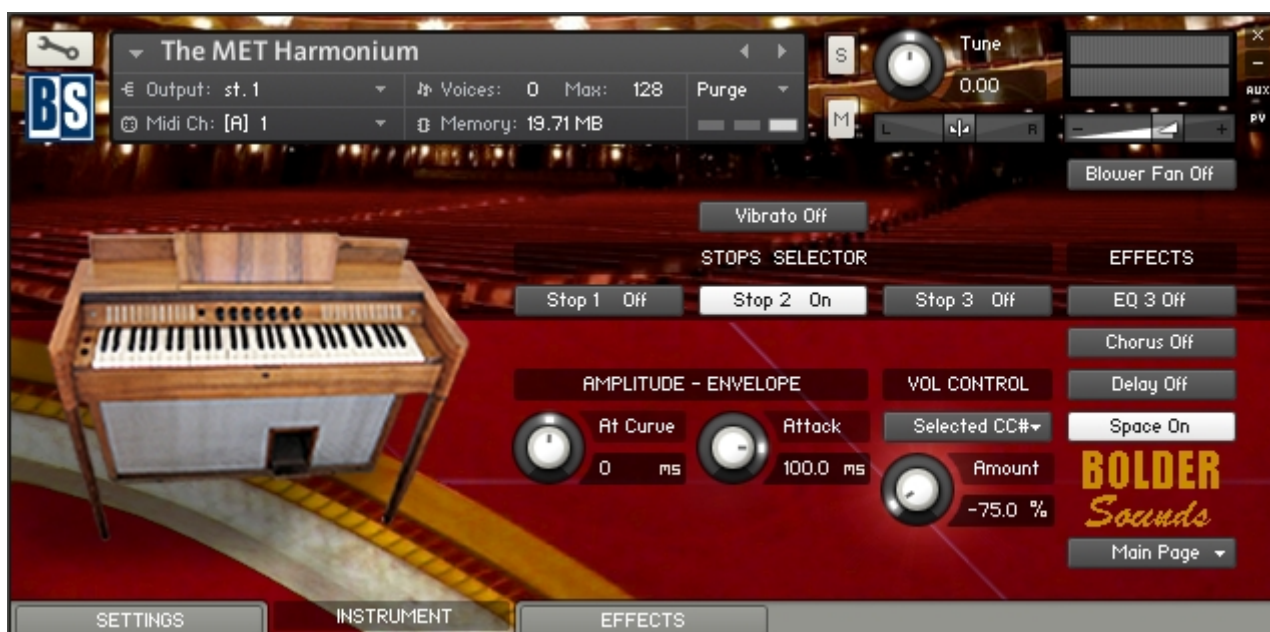 The MET Harmonium
S
Tune
0.00
×
-
AUX
PV
BS
Output: st.1
Voices: 0 Max: 128
Purge
Midi Ch: [A] 1
Memory: 19.71 MB
M
L R
- +
Blower Fan Off
Vibrato Off
STOPS SELECTOR
EFFECTS
Stop 1 Off
Stop 2 On
Stop 3 Off
EQ 3 Off
Chorus Off
AMPLITUDE - ENVELOPE
VOL CONTROL
Delay Off
At Curve
0 ms
Attack
100.0 ms
Selected CC#
Amount
-75.0 %
Space On
BOLDER
Sounds
Main Page
SETTINGS
INSTRUMENT
EFFECTS